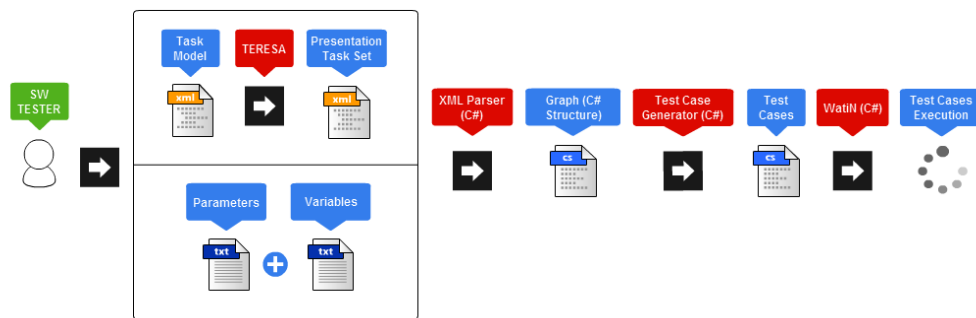 SW
TESTER
Task
Model
TERESA
Presentation
Task Set
xml
xml
Parameters
Variables
txt
txt
XML Parser
(C#)
Graph (C#
Structure)
cs
Test Case
Generator (C#)
Test
Cases
cs
WatiN (C#)
Test Cases
Execution